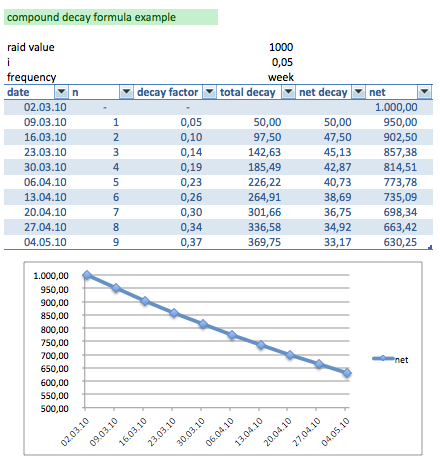 compound decay formula example
raid value 1000
i 0,05
frequency week
date n decay factor total decay net decay net
02.03.10 - - 1.000,00
09.03.10 1 0,05 50,00 50,00 950,00
16.03.10 2 0,10 97,50 47,50 902,50
23.03.10 3 0,14 142,63 45,13 857,38
30.03.10 4 0,19 185,49 42,87 814,51
06.04.10 5 0,23 226,22 40,73 773,78
13.04.10 6 0,26 264,91 38,69 735,09
20.04.10 7 0,30 301,66 36,75 698,34
27.04.10 8 0,34 336,58 34,92 663,42
04.05.10 9 0,37 369,75 33,17 630,25
1.000,00
950,00
900,00
850,00
800,00
750,00
700,00
650,00
600,00
550,00
500,00
net
02.03.10 09.03.10 16.03.10 23.03.10 30.03.10 06.04.10 13.04.10 20.04.10 27.04.10 04.05.10